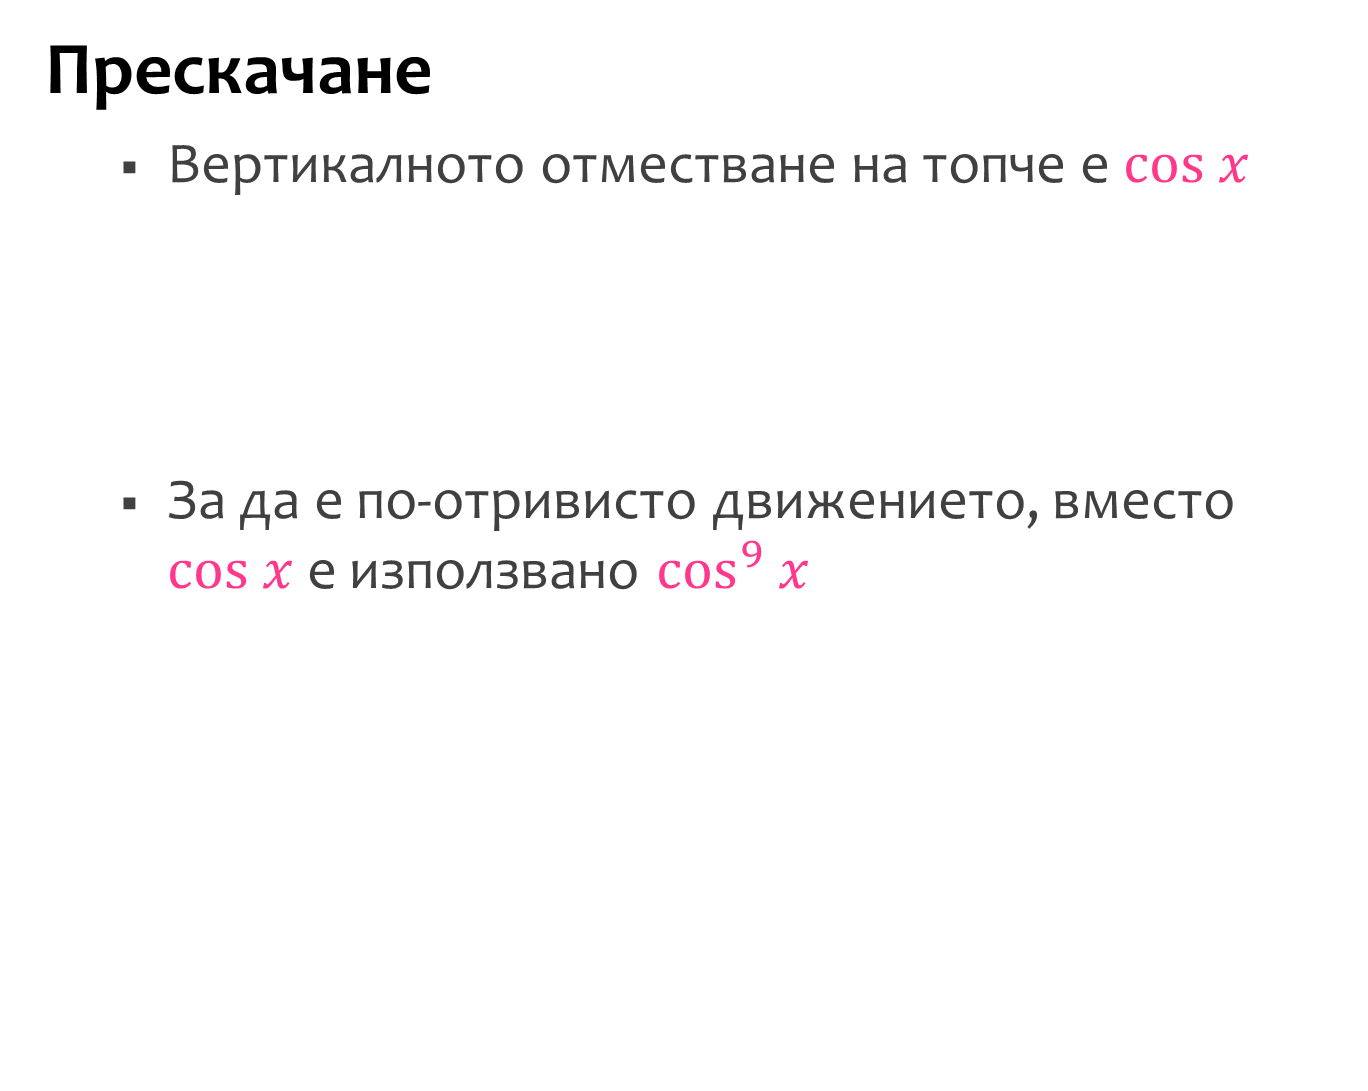 Прескачане
▪ Вертикалното отместване на топче е cos x
▪ За да е по-отривисто движението, вместо
cos x е използвано cos⁹ x